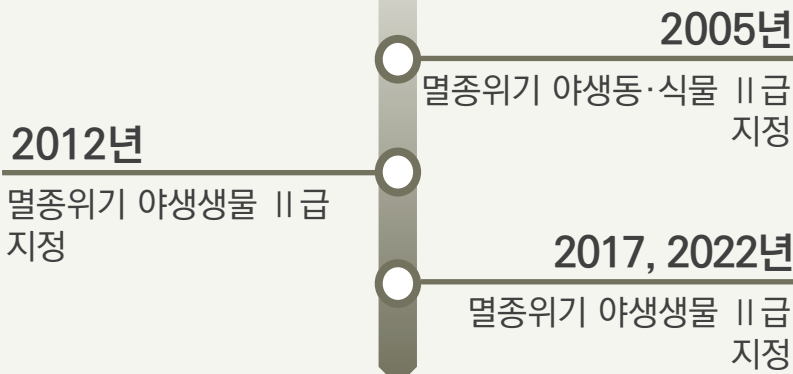 2005년
멸종위기 야생동·식물 Ⅱ급
지정
2012년
멸종위기 야생생물 Ⅱ급
지정
2017, 2022년
멸종위기 야생생물 Ⅱ급
지정